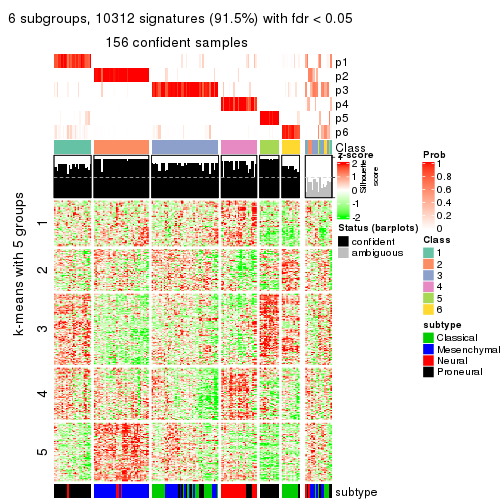 6 subgroups, 10312 signatures (91.5%) with fdr < 0.05
156 confident samples
p1
p2
p3
p4
p5
p6
Class
z-score
2
1
0
-1
-2
Silhouette
score
Status (barplots)
confident
ambiguous
Prob
1
0.8
0.6
0.4
0.2
0
Class
1
2
3
4
5
6
subtype
Classical
Mesenchymal
Neural
Proneural
k-means with 5 groups
1
2
3
4
5
subtype